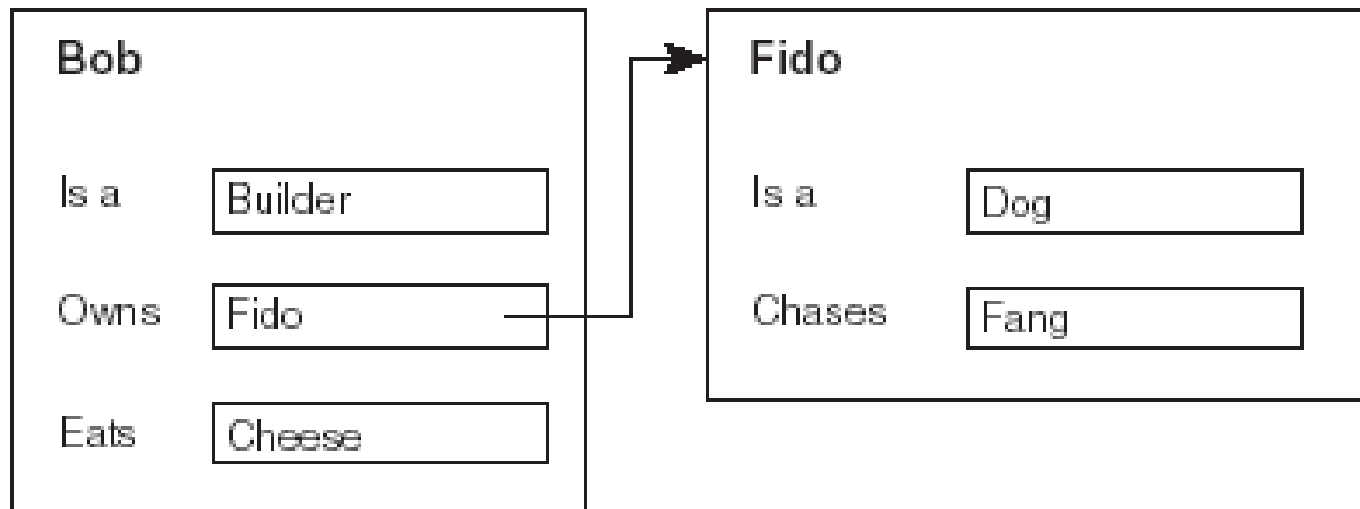 Bob
Is a Builder
Owns Fido
Eats Cheese
Fido
Is a Dog
Chases Fang